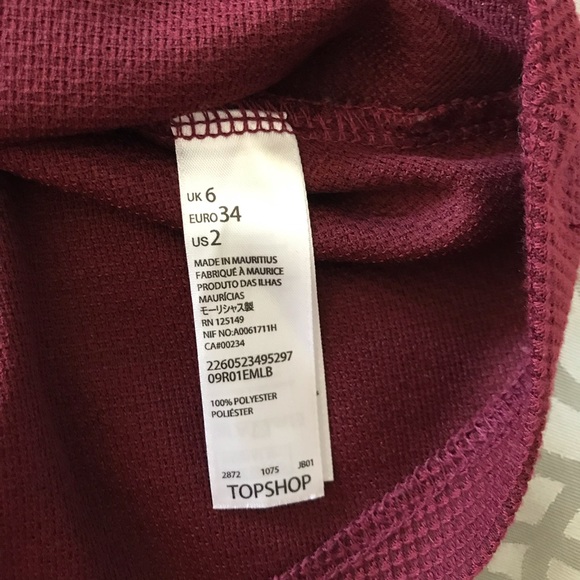 UK 6
EURO 34
US 2
MADE IN MAURITIUS
FABRIQUÉ À MAURICE
PRODUTO DAS ILHAS
MAURÍCIAS
モーリシャス製
RN 125149
NIF NO:A0061711H
CA#00234
2260523495297
09R01EMLB
100% POLYESTER
POLIÉSTER
2872 1075 JB01
TOPSHOP